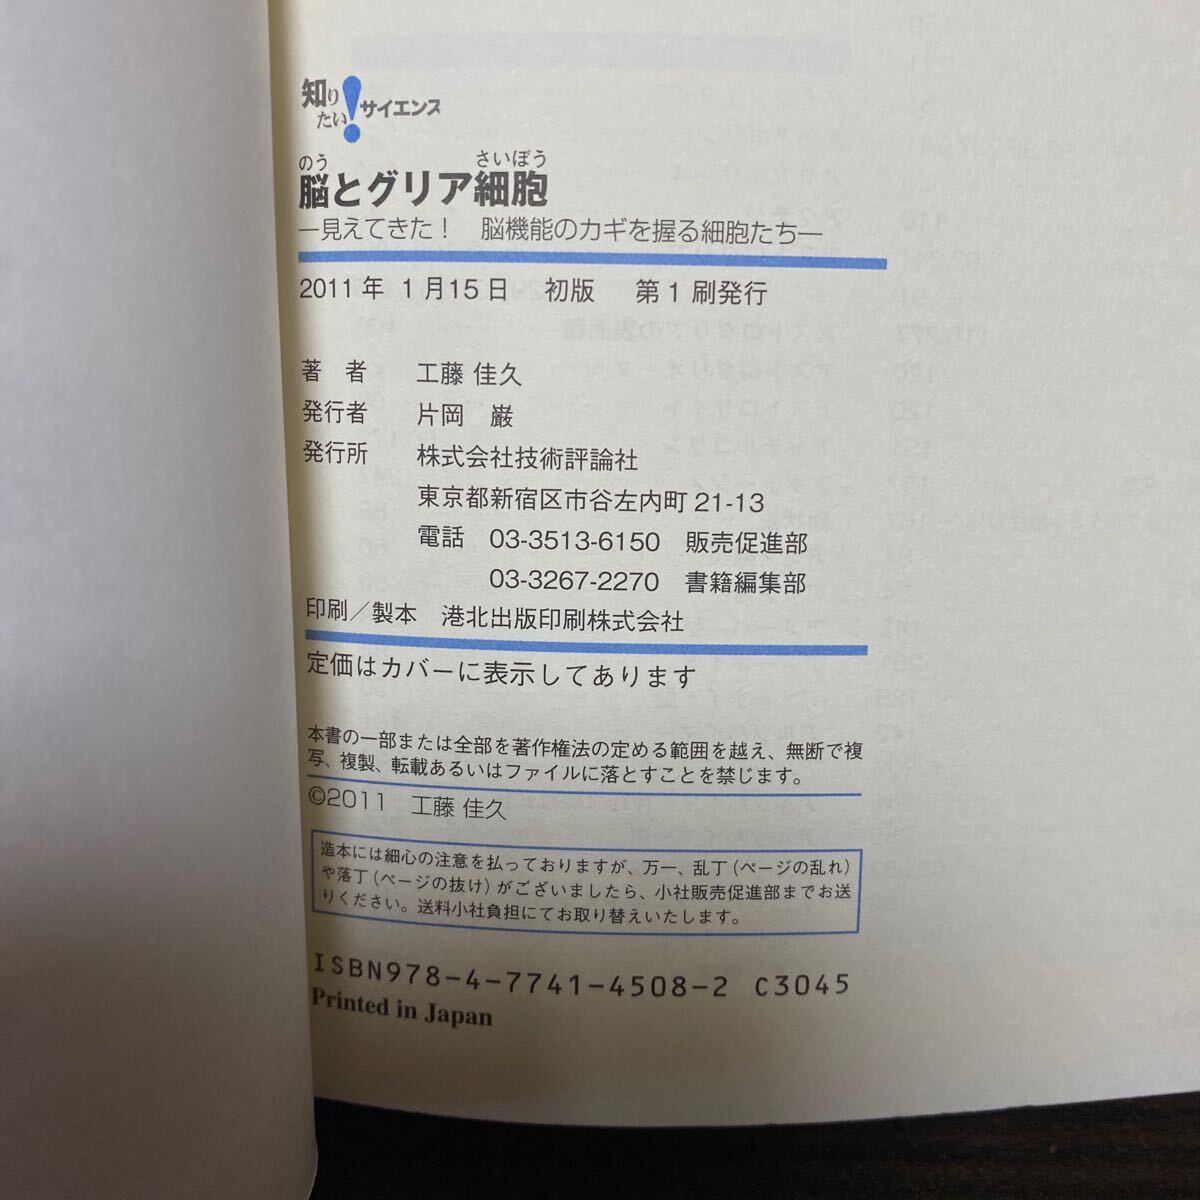 知りたい！サイエンス
のう さいぼう
脳とグリア細胞
―見えてきた！ 脳機能のカギを握る細胞たち―
2011年 1月15日 初版 第1刷発行
著 者 工藤 佳久
発行者 片岡 巌
発行所 株式会社技術評論社
東京都新宿区市谷左内町21-13
電話 03-3513-6150 販売促進部
03-3267-2270 書籍編集部
印刷／製本 港北出版印刷株式会社
定価はカバーに表示してあります
本書の一部または全部を著作権法の定める範囲を越え、無断で複
写、複製、転載あるいはファイルに落とすことを禁じます。
©2011 工藤 佳久
造本には細心の注意を払っておりますが、万一、乱丁（ページの乱れ）
や落丁（ページの抜け）がございましたら、小社販売促進部までお送
りください。送料小社負担にてお取り替えいたします。
ISBN978-4-7741-4508-2 C3045
Printed in Japan